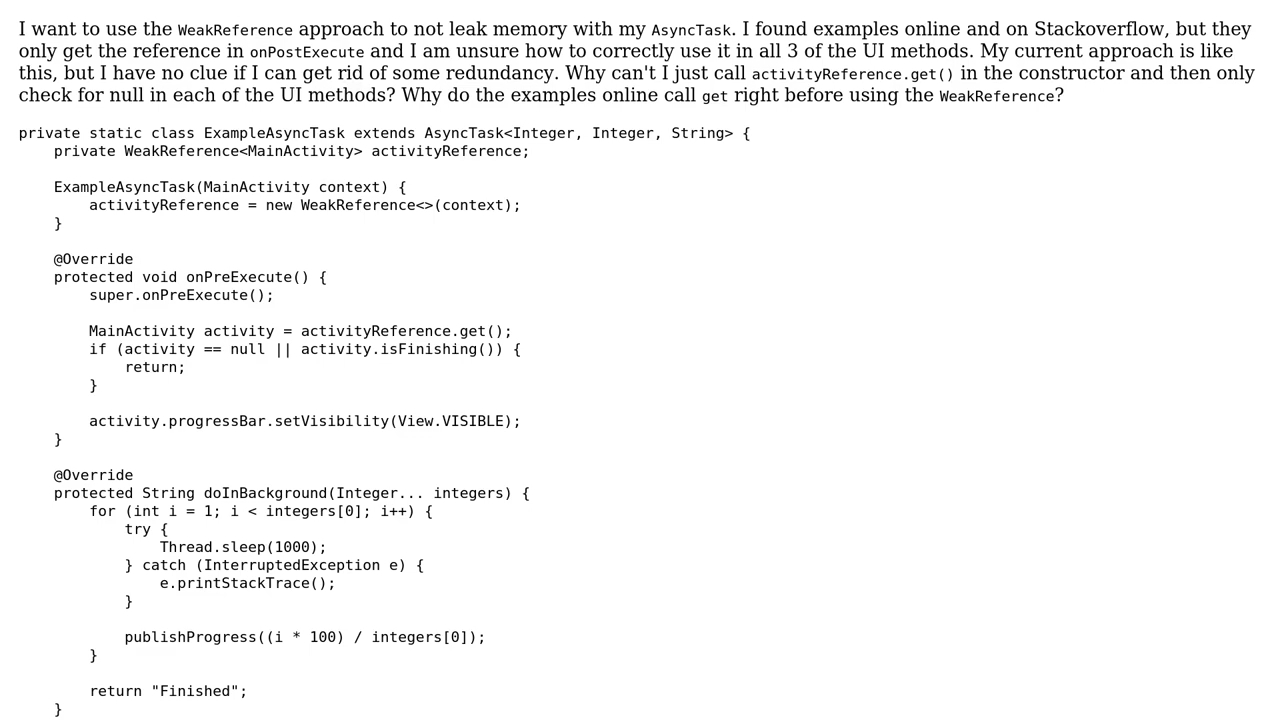 I want to use the WeakReference approach to not leak memory with my AsyncTask. I found examples online and on Stackoverflow, but they
only get the reference in onPostExecute and I am unsure how to correctly use it in all 3 of the UI methods. My current approach is like
this, but I have no clue if I can get rid of some redundancy. Why can't I just call activityReference.get() in the constructor and then only
check for null in each of the UI methods? Why do the examples online call get right before using the WeakReference?
private static class ExampleAsyncTask extends AsyncTask<Integer, Integer, String> {
    private WeakReference<MainActivity> activityReference;
    ExampleAsyncTask(MainActivity context) {
        activityReference = new WeakReference<>(context);
    }
    @Override
    protected void onPreExecute() {
        super.onPreExecute();
        MainActivity activity = activityReference.get();
        if (activity == null || activity.isFinishing()) {
            return;
        }
        activity.progressBar.setVisibility(View.VISIBLE);
    }
    @Override
    protected String doInBackground(Integer... integers) {
        for (int i = 1; i < integers[0]; i++) {
            try {
                Thread.sleep(1000);
            } catch (InterruptedException e) {
                e.printStackTrace();
            }
            publishProgress((i * 100) / integers[0]);
        }
        return "Finished";
    }